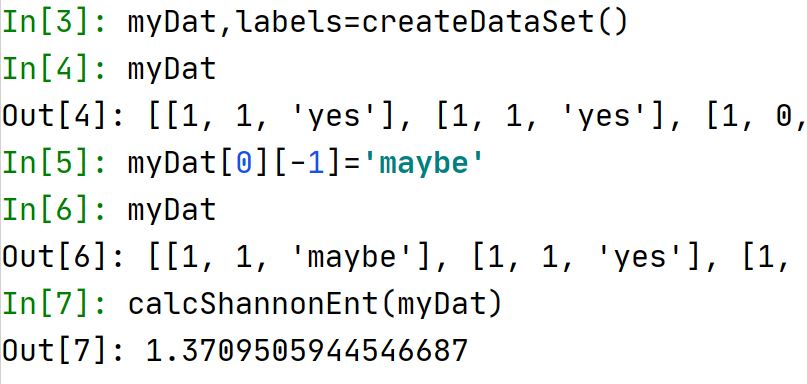 In[3]: myDat,labels=createDataSet()
In[4]: myDat
Out[4]: [[1, 1, 'yes'], [1, 1, 'yes'], [1, 0,
In[5]: myDat[0][-1]='maybe'
In[6]: myDat
Out[6]: [[1, 1, 'maybe'], [1, 1, 'yes'], [1,
In[7]: calcShannonEnt(myDat)
Out[7]: 1.3709505944546687